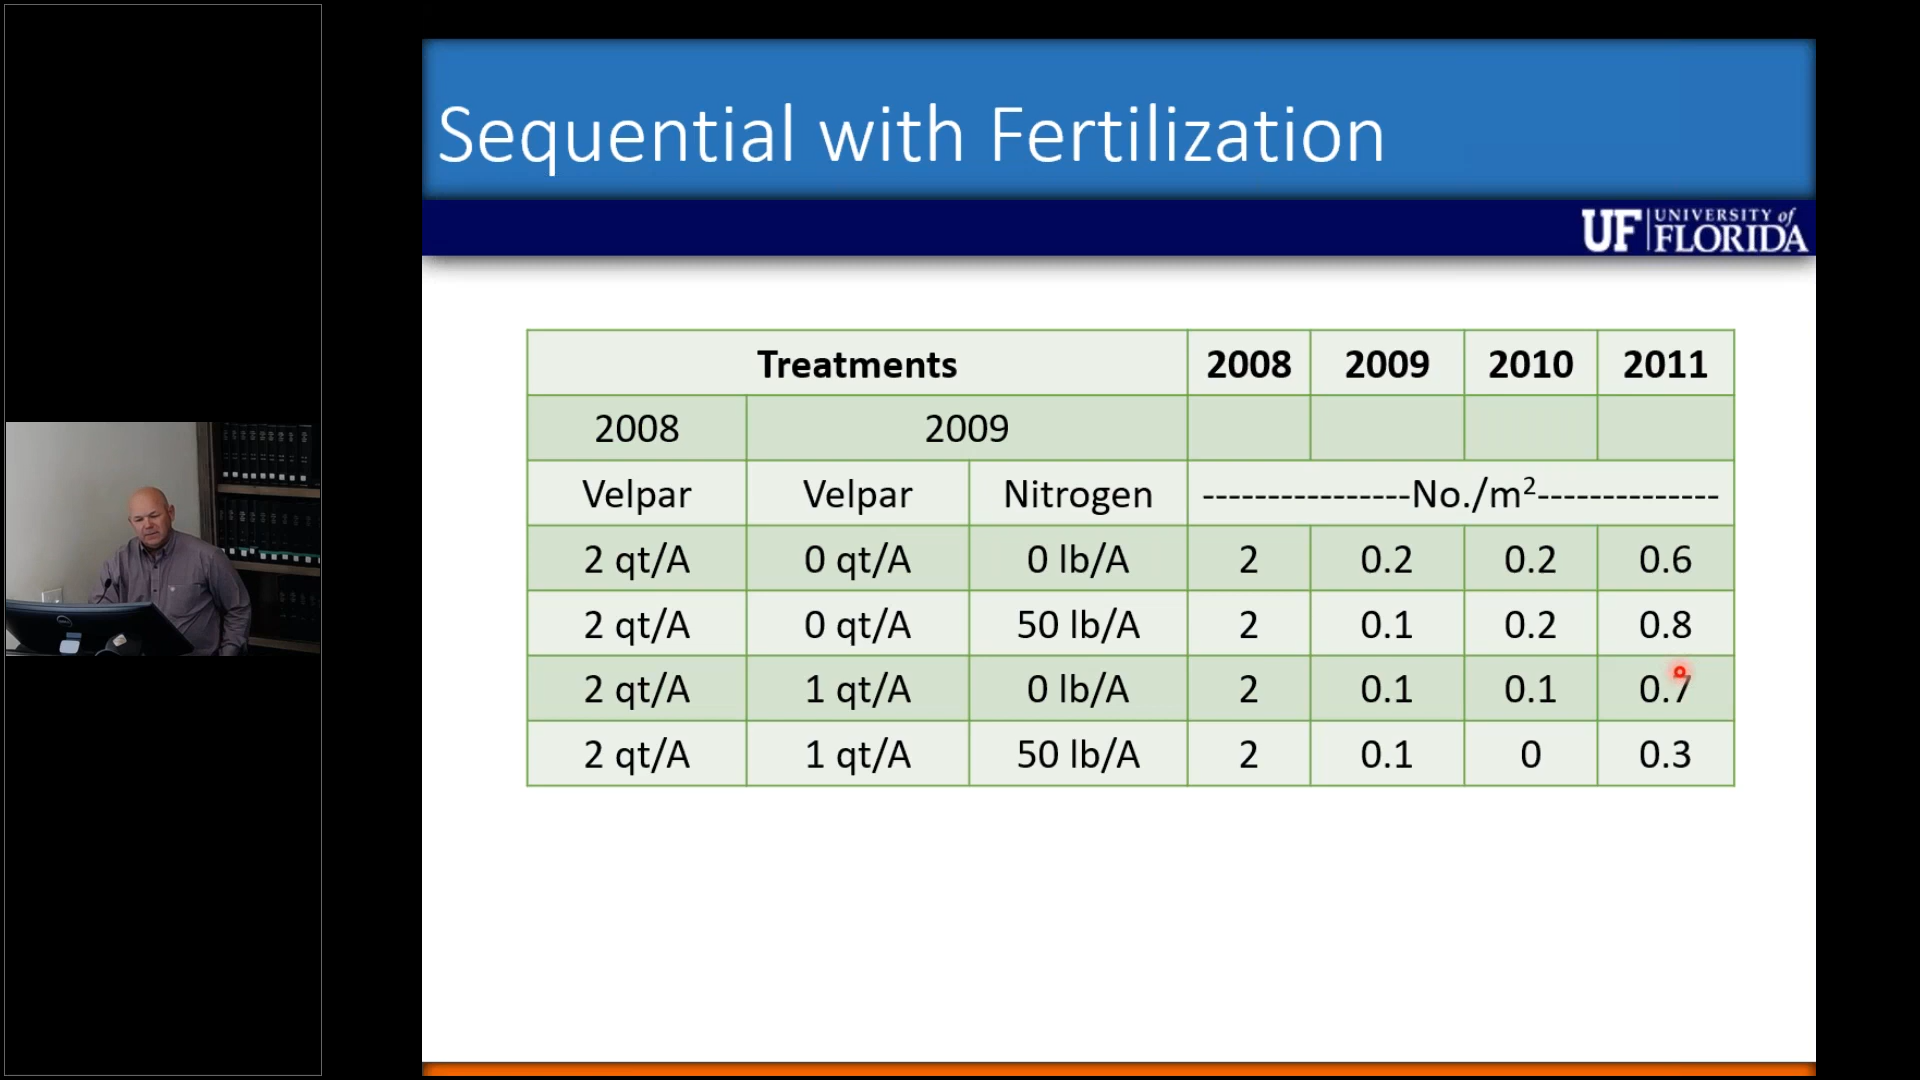 Sequential with Fertilization
UF UNIVERSITY of FLORIDA
Treatments 2008 2009 2010 2011
2008 2009
Velpar Velpar Nitrogen ----------------No./m²--------------
2 qt/A 0 qt/A 0 lb/A 2 0.2 0.2 0.6
2 qt/A 0 qt/A 50 lb/A 2 0.1 0.2 0.8
2 qt/A 1 qt/A 0 lb/A 2 0.1 0.1 0.7
2 qt/A 1 qt/A 50 lb/A 2 0.1 0 0.3
DELL